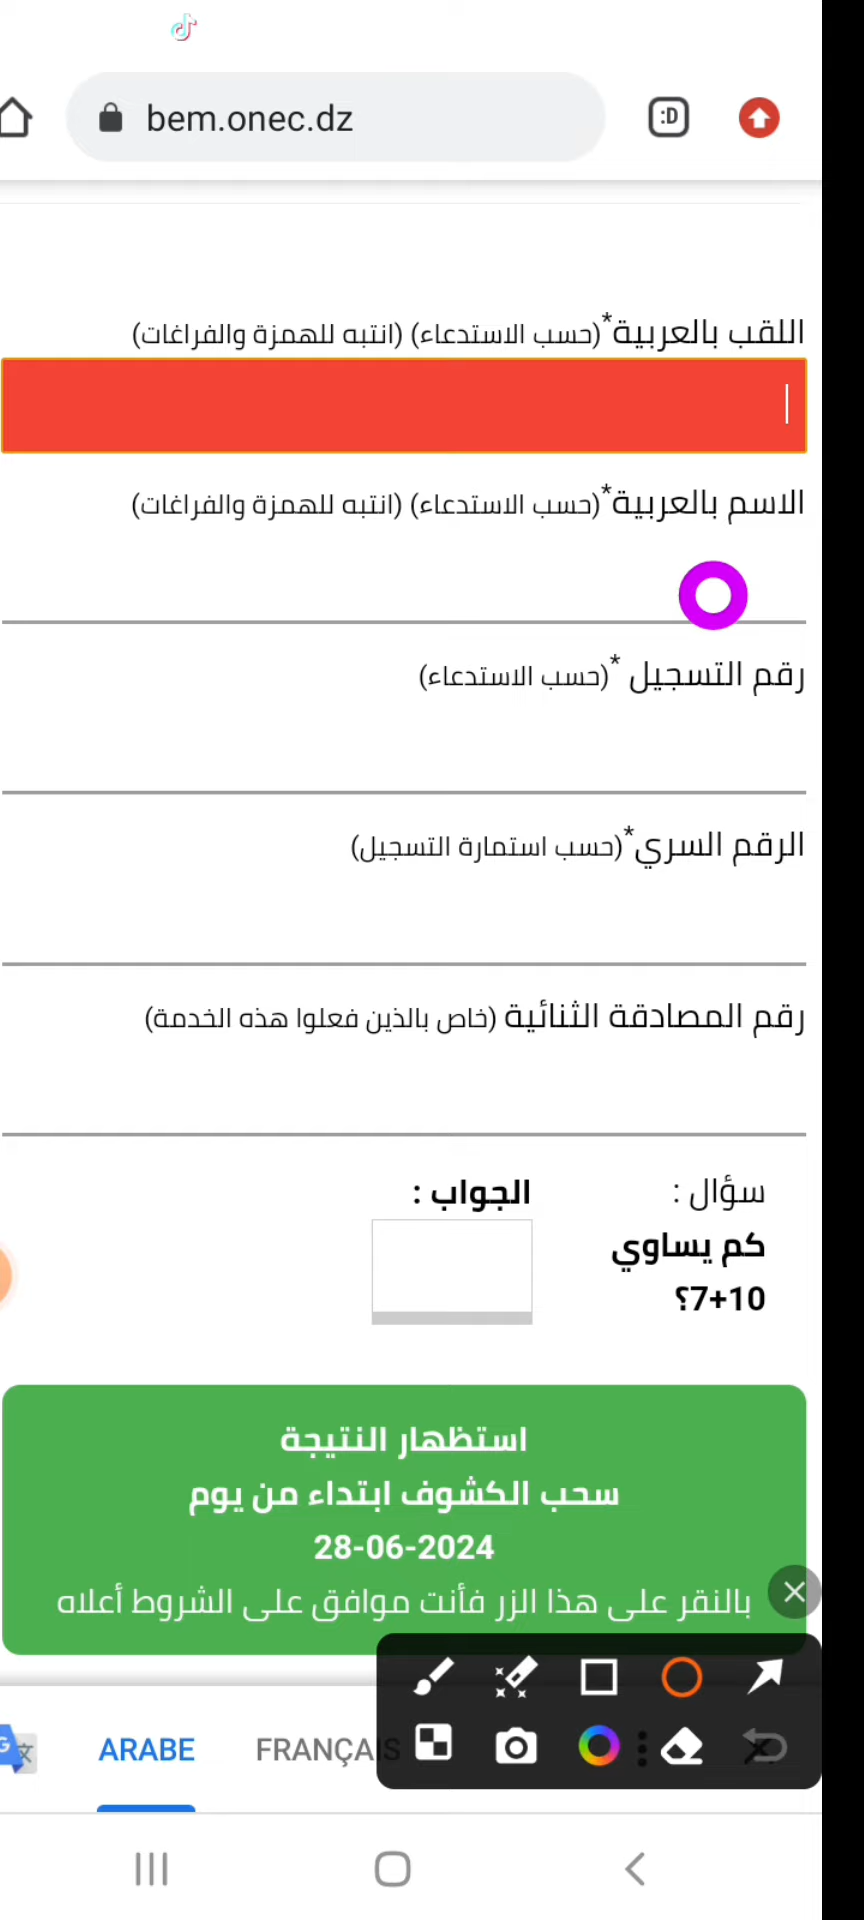 bem.onec.dz
:D
اللقب بالعربية*(حسب الاستدعاء) (انتبه للهمزة والفراغات)
الاسم بالعربية*(حسب الاستدعاء) (انتبه للهمزة والفراغات)
رقم التسجيل *(حسب الاستدعاء)
الرقم السري*(حسب استمارة التسجيل)
رقم المصادقة الثنائية (خاص بالذين فعلوا هذه الخدمة)
سؤال :
كم يساوي
10+7؟
الجواب :
استظهار النتيجة
سحب الكشوف ابتداء من يوم
28-06-2024
بالنقر على هذا الزر فأنت موافق على الشروط أعلاه
ARABE FRANÇAIS